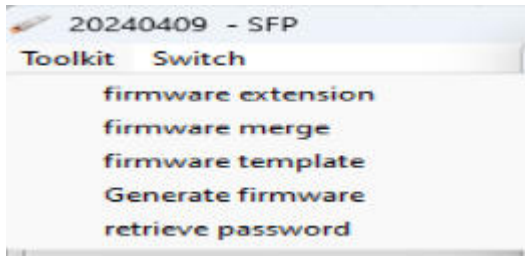 20240409 - SFP
Toolkit Switch
firmware extension
firmware merge
firmware template
Generate firmware
retrieve password